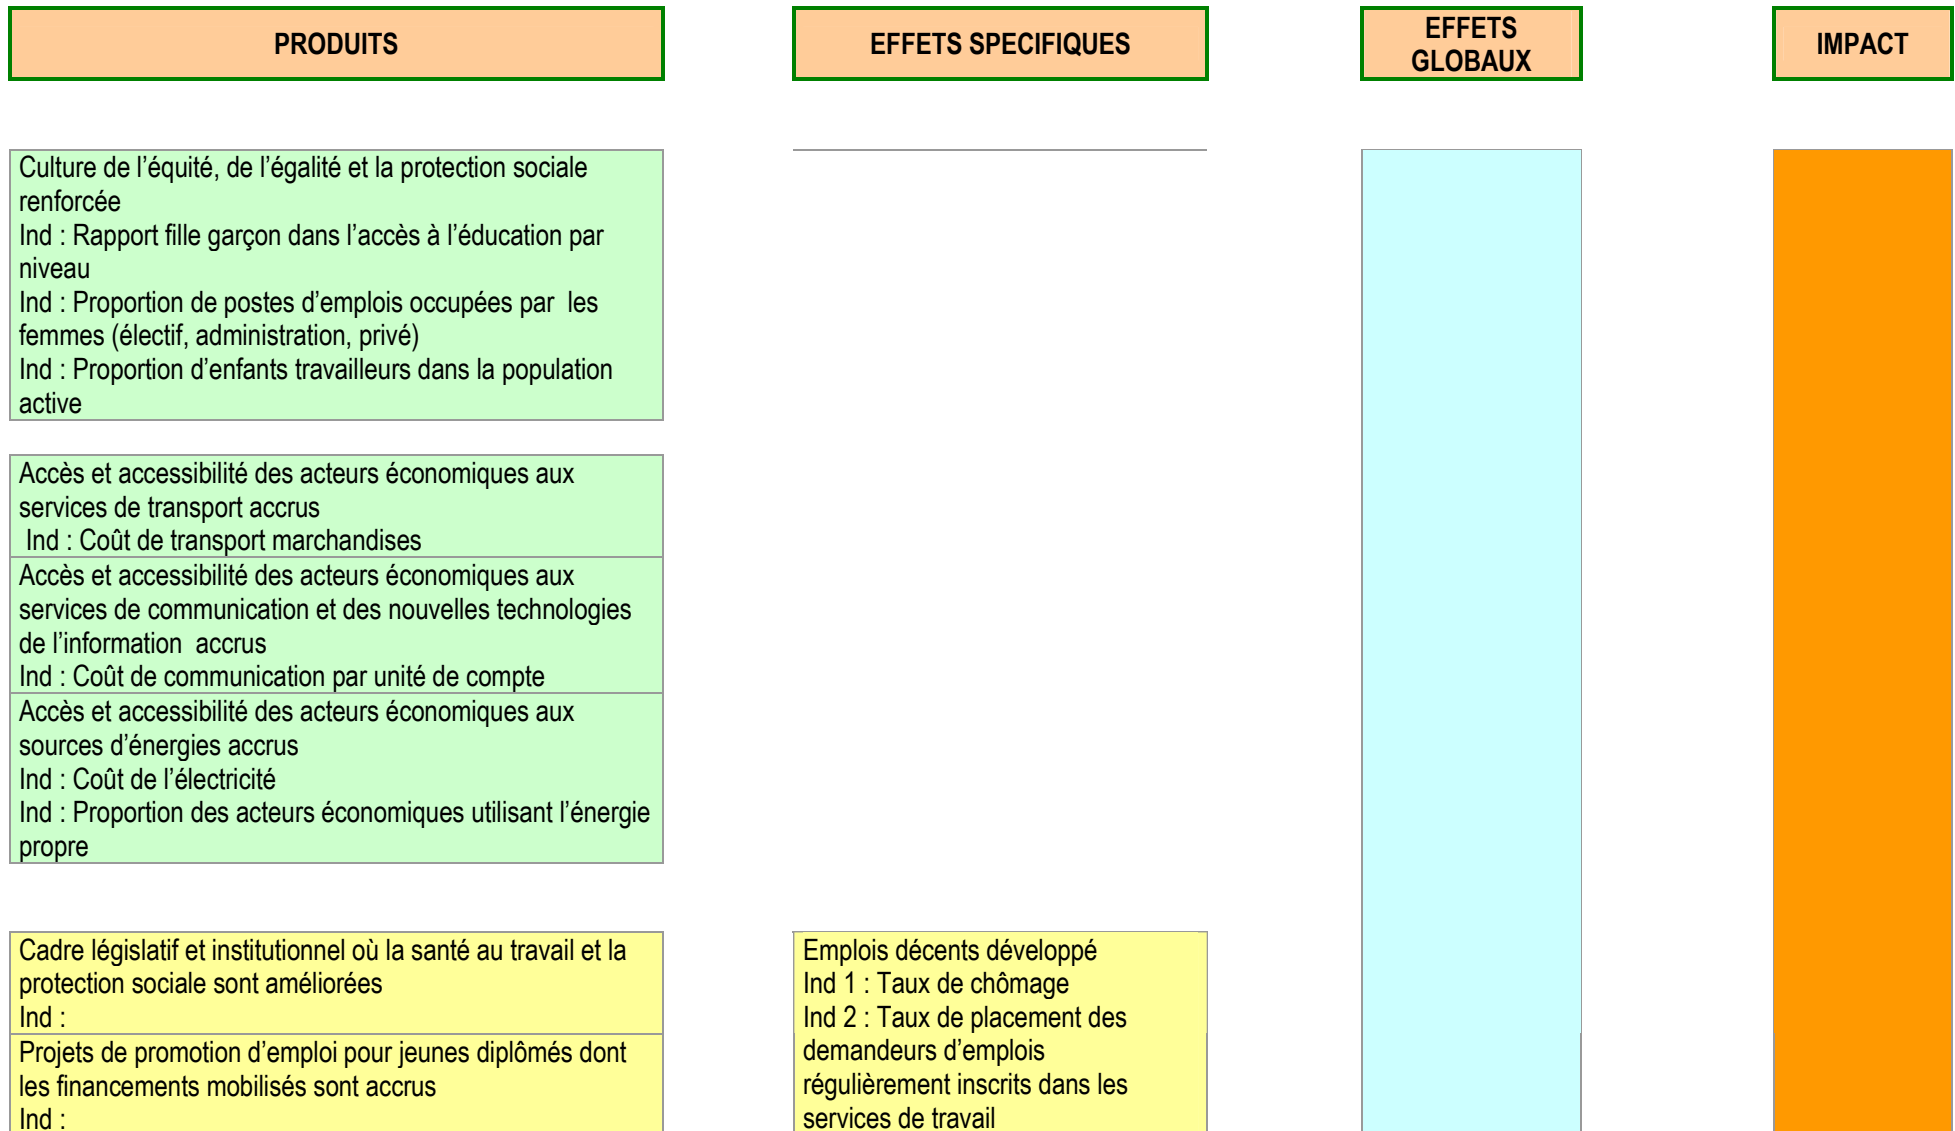 PRODUITS
EFFETS SPECIFIQUES
EFFETS
GLOBAUX
IMPACT
Culture de l’équité, de l’égalité et la protection sociale
renforcée
Ind : Rapport fille garçon dans l’accès à l’éducation par
niveau
Ind : Proportion de postes d’emplois occupées par  les
femmes (électif, administration, privé)
Ind : Proportion d’enfants travailleurs dans la population
active
Accès et accessibilité des acteurs économiques aux
services de transport accrus
Ind : Coût de transport marchandises
Accès et accessibilité des acteurs économiques aux
services de communication et des nouvelles technologies
de l’information  accrus
Ind : Coût de communication par unité de compte
Accès et accessibilité des acteurs économiques aux
sources d’énergies accrus
Ind : Coût de l’électricité
Ind : Proportion des acteurs économiques utilisant l’énergie
propre
Cadre législatif et institutionnel où la santé au travail et la
protection sociale sont améliorées
Ind :
Projets de promotion d’emploi pour jeunes diplômés dont
les financements mobilisés sont accrus
Ind :
Emplois décents développé
Ind 1 : Taux de chômage
Ind 2 : Taux de placement des
demandeurs d’emplois
régulièrement inscrits dans les
services de travail